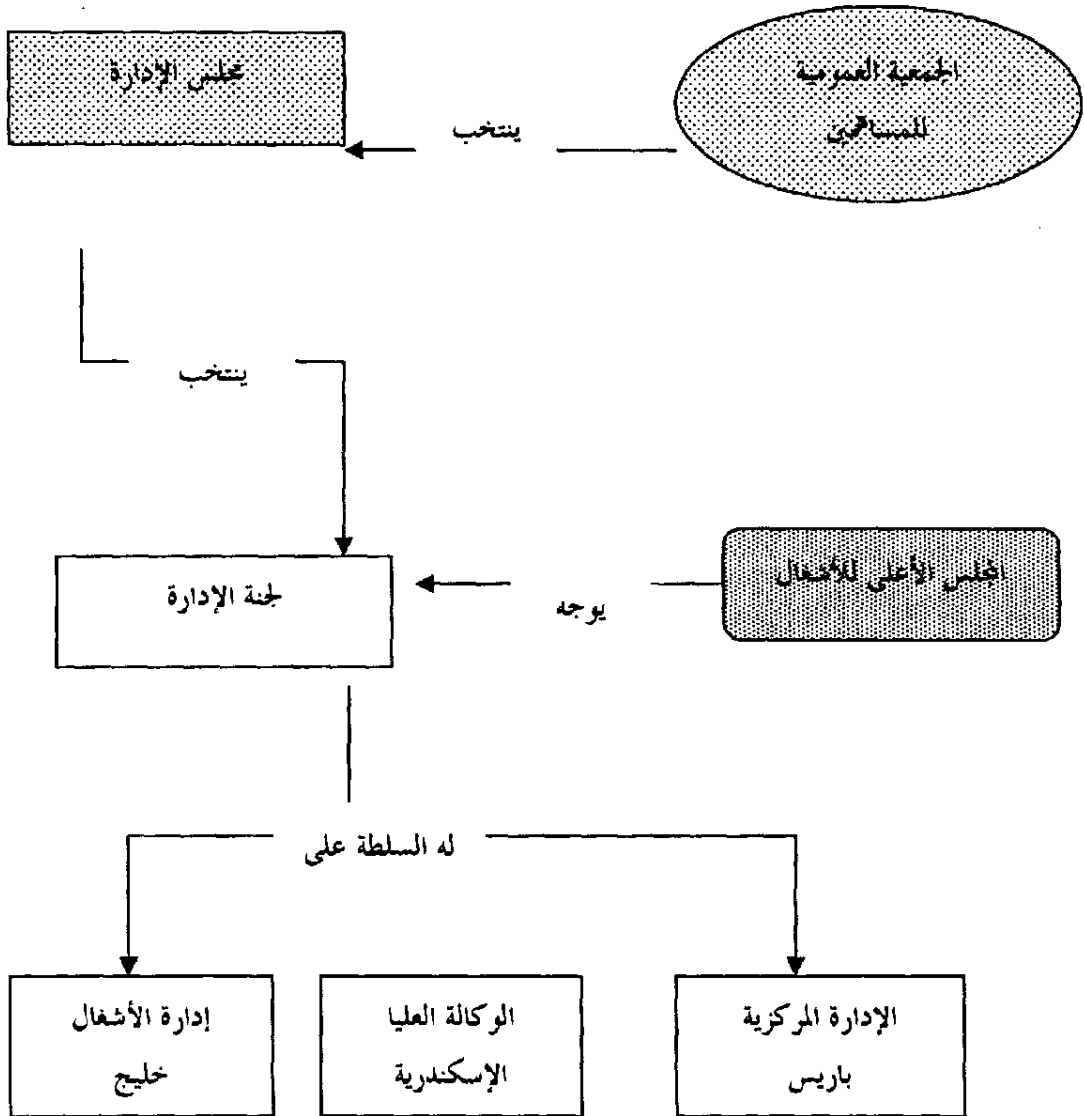 الجمعية العمومية
للمساهمين
ينتخب
مجلس الإدارة
ينتخب
المجلس الأعلى للأشغال
يوجه
لجنة الإدارة
له السلطة على
الإدارة المركزية
باريس
الوكالة العليا
الإسكندرية
إدارة الأشغال
خليج